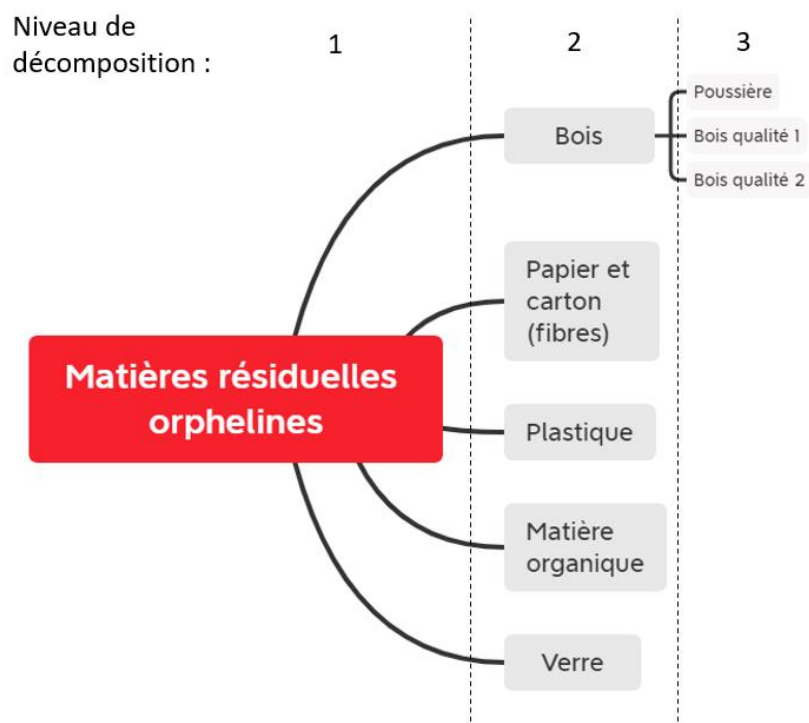 Niveau de
décomposition :
1
2
3
Poussière
Bois
Bois qualité 1
Bois qualité 2
Papier et
carton
(fibres)
Matières résiduelles
orphelines
Plastique
Matière
organique
Verre